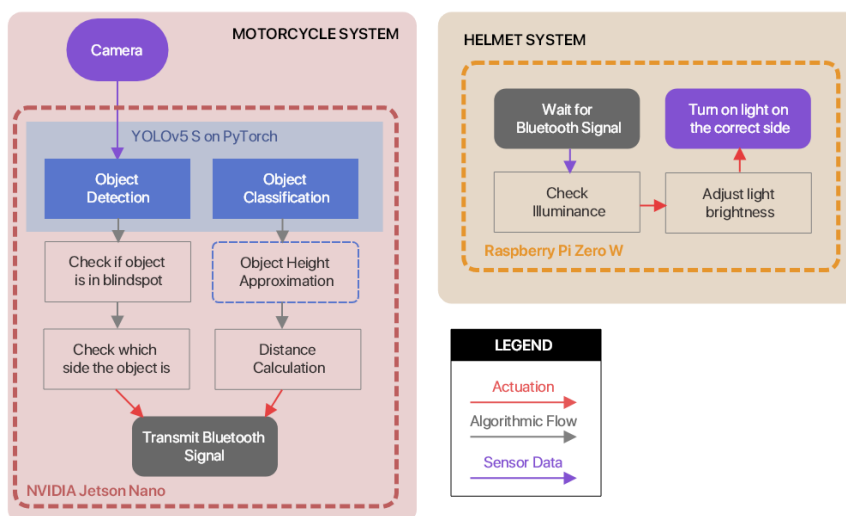 MOTORCYCLE SYSTEM
Camera
YOLOv5 S on PyTorch
Object
Detection
Object
Classification
Check if object
is in blindspot
Object Height
Approximation
Check which
side the object is
Distance
Calculation
Transmit Bluetooth
Signal
NVIDIA Jetson Nano
HELMET SYSTEM
Wait for
Bluetooth Signal
Turn on light on
the correct side
Check
Illuminance
Adjust light
brightness
Raspberry Pi Zero W
LEGEND
Actuation
Algorithmic Flow
Sensor Data